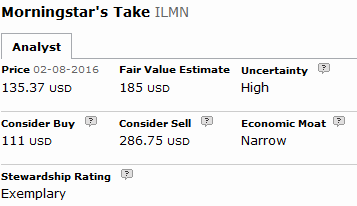 Morningstar's Take ILMN
Analyst
Price 02-08-2016 Fair Value Estimate Uncertainty ?
135.37 USD 185 USD High
Consider Buy ? Consider Sell ? Economic Moat ?
111 USD 286.75 USD Narrow
Stewardship Rating ?
Exemplary